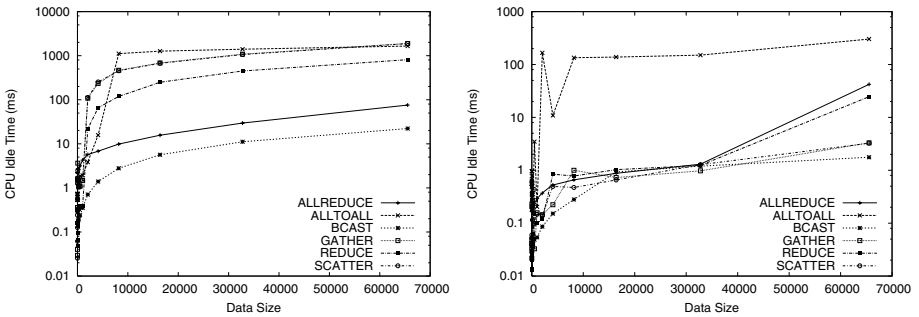 10000
1000
100
10
1
0.1
0.01
CPU Idle Time (ms)
ALLREDUCE
ALLTOALL
BCAST
GATHER
REDUCE
SCATTER
0 10000 20000 30000 40000 50000 60000 70000
Data Size
1000
100
10
1
0.1
0.01
CPU Idle Time (ms)
ALLREDUCE
ALLTOALL
BCAST
GATHER
REDUCE
SCATTER
0 10000 20000 30000 40000 50000 60000 70000
Data Size